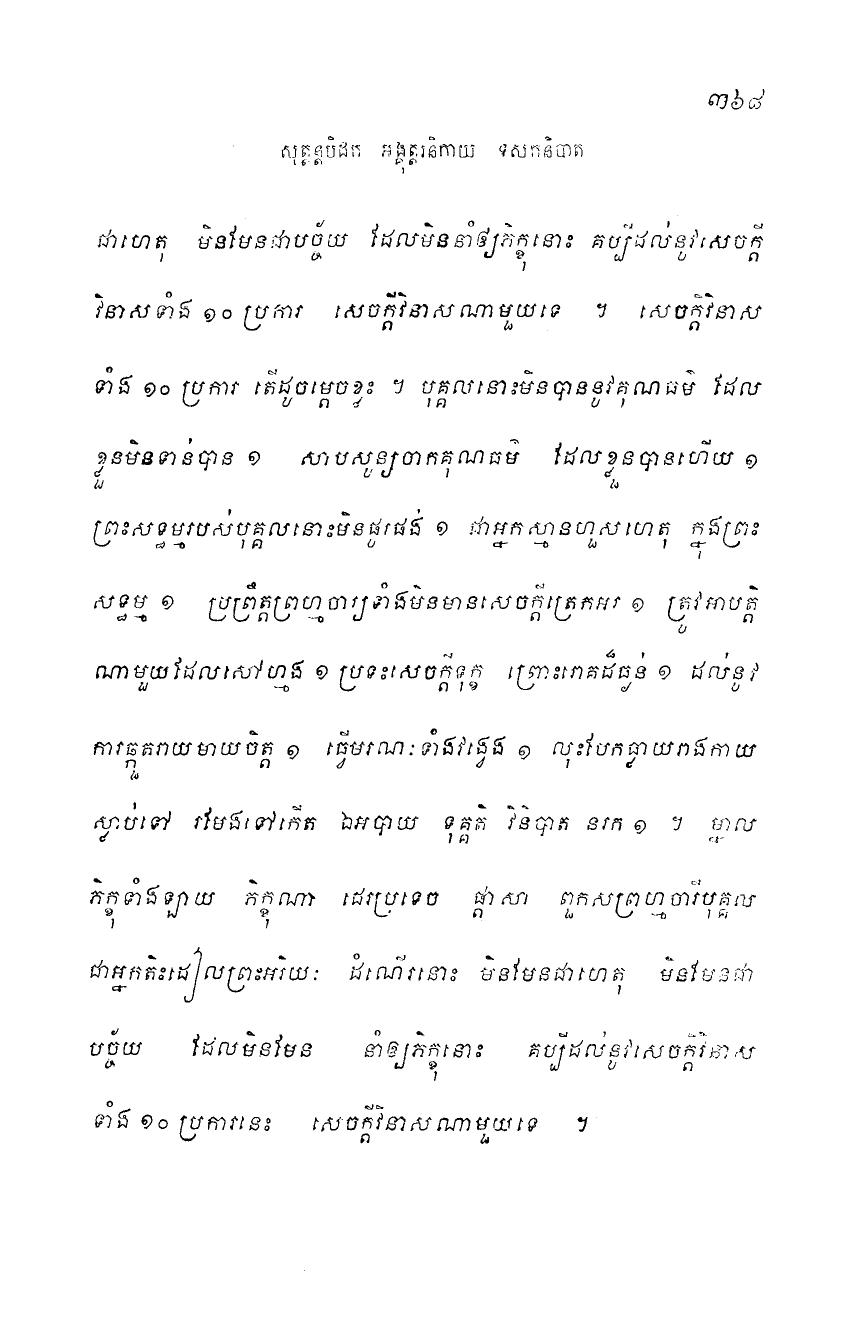 ៣៦៨
សុត្តន្តបិដក អង្គុត្តរនិកាយ ទសកនិបាត
ជាហេតុ មិនមែនជាបច្ច័យ ដែលមិននាំឲ្យភិក្ខុនោះ គប្បីដល់នូវសេចក្តី
វិនាសទាំង ១០ ប្រការ សេចក្តីវិនាសណាមួយទេ ។ សេចក្តីវិនាស
ទាំង ១០ ប្រការ តើដូចម្តេចខ្លះ ។ បុគ្គលនោះមិនបាននូវគុណធម៌ ដែល
ខ្លួនមិនទាន់បាន ១ សាបសូន្យចាកគុណធម៌ ដែលខ្លួនបានហើយ ១
ព្រះសទ្ធម្មរបស់បុគ្គលនោះមិនផូរផង់ ១ ជាអ្នកស្មានហួសហេតុ ក្នុងព្រះ
សទ្ធម្ម ១ ប្រព្រឹត្តព្រហ្មចារ្យទាំងមិនមានសេចក្តីត្រេកអរ ១ ត្រូវអាបត្តិ
ណាមួយដែលសៅហ្មង ១ ប្រទះសេចក្តីទុក្ខ ព្រោះរោគដ៏ធ្ងន់ ១ ដល់នូវ
ការឆ្កួតរាយមាយចិត្ត ១ ធ្វើមរណៈទាំងវង្វេង ១ លុះបែកធ្លាយរាងកាយ
ស្លាប់ទៅ រមែងទៅកើត ឯអបាយ ទុគ្គតិ វិនិបាត នរក ១ ។ ម្នាល
ភិក្ខុទាំងឡាយ ភិក្ខុណា ដេរប្រទេច ផ្តាសា ពួកសព្រហ្មចារីបុគ្គល
ជាអ្នកតិះដៀលព្រះអរិយៈ ដំណើរនោះ មិនមែនជាហេតុ មិនមែនជា
បច្ច័យ ដែលមិនមែន នាំឲ្យភិក្ខុនោះ គប្បីដល់នូវសេចក្តីវិនាស
ទាំង ១០ ប្រការនេះ សេចក្តីវិនាសណាមួយទេ ។